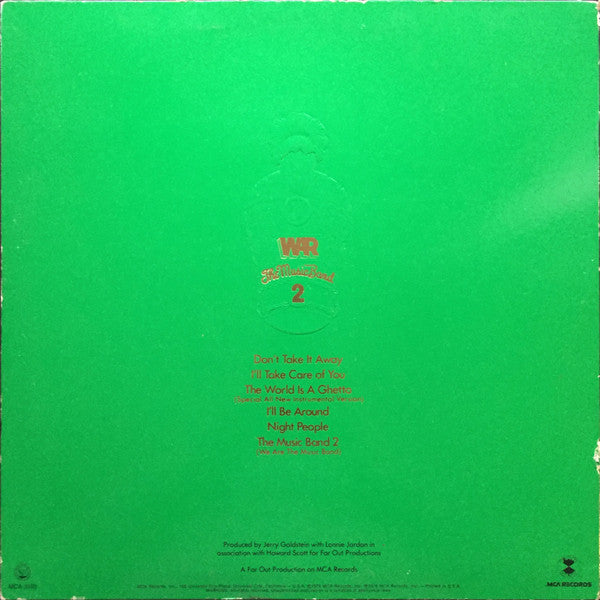 WAR
The Music Band
2
Don't Take It Away
I'll Take Care of You
The World Is A Ghetto
(Special All New Instrumental Version)
I'll Be Around
Night People
The Music Band 2
(We Are The Music Band)
Produced by Jerry Goldstein with Lonnie Jordan in
association with Howard Scott for Far Out Productions
A Far Out Production on MCA Records
MCA RECORDS